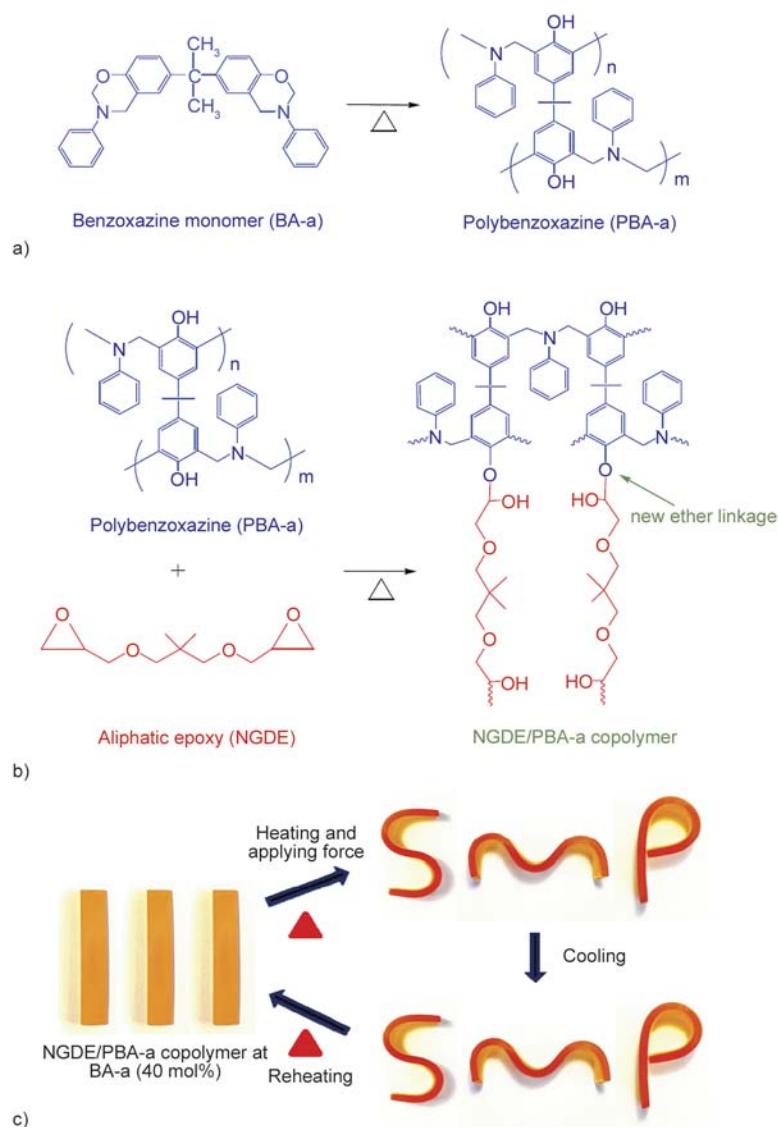 CH3
O
C
O
CH3
N
N
Benzoxazine monomer (BA-a)
OH
N
n
N
OH
m
Polybenzoxazine (PBA-a)
a)
OH
N
n
N
OH
m
Polybenzoxazine (PBA-a)
+
O
O
O
O
Aliphatic epoxy (NGDE)
OH
OH
N
N
N
O
O
new ether linkage
OH
HO
O
O
O
O
OH
HO
NGDE/PBA-a copolymer
b)
Heating and
applying force
Cooling
NGDE/PBA-a copolymer at
BA-a (40 mol%)
Reheating
c)